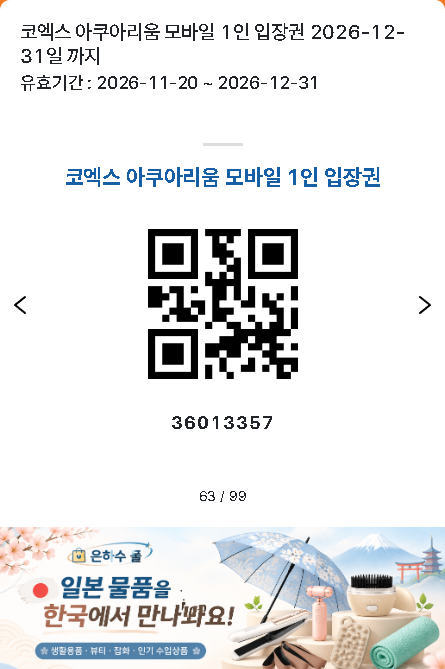 코엑스 아쿠아리움 모바일 1인 입장권 2026-12-
31일 까지
유효기간 : 2026-11-20 ~ 2026-12-31
코엑스 아쿠아리움 모바일 1인 입장권
36013357
63 / 99
은하수 몰
일본 물품을
한국에서 만나봐요!
생활용품 · 뷰티 · 잡화 · 인기 수입상품